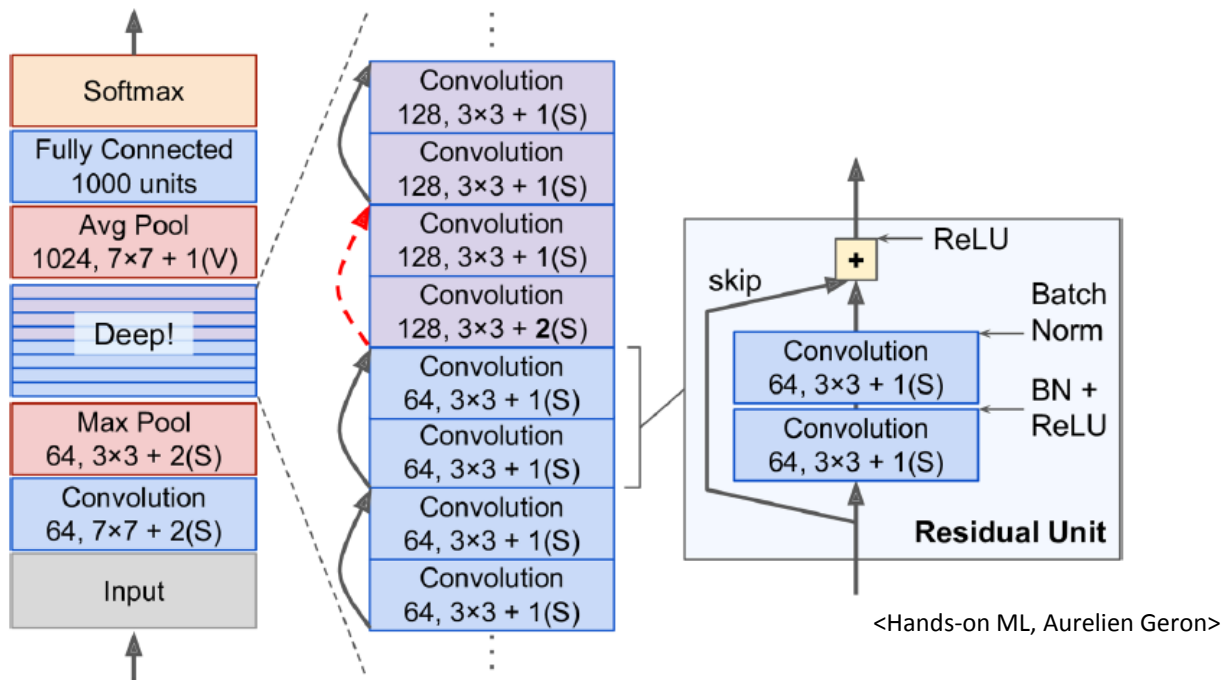 Softmax
Fully Connected
1000 units
Avg Pool
1024, 7×7 + 1(V)
Deep!
Max Pool
64, 3×3 + 2(S)
Convolution
64, 7×7 + 2(S)
Input
Convolution
128, 3×3 + 1(S)
Convolution
128, 3×3 + 1(S)
Convolution
128, 3×3 + 1(S)
Convolution
128, 3×3 + 2(S)
Convolution
64, 3×3 + 1(S)
Convolution
64, 3×3 + 1(S)
Convolution
64, 3×3 + 1(S)
Convolution
64, 3×3 + 1(S)
+
ReLU
skip
Batch
Norm
Convolution
64, 3×3 + 1(S)
BN +
ReLU
Convolution
64, 3×3 + 1(S)
Residual Unit
<Hands-on ML, Aurelien Geron>